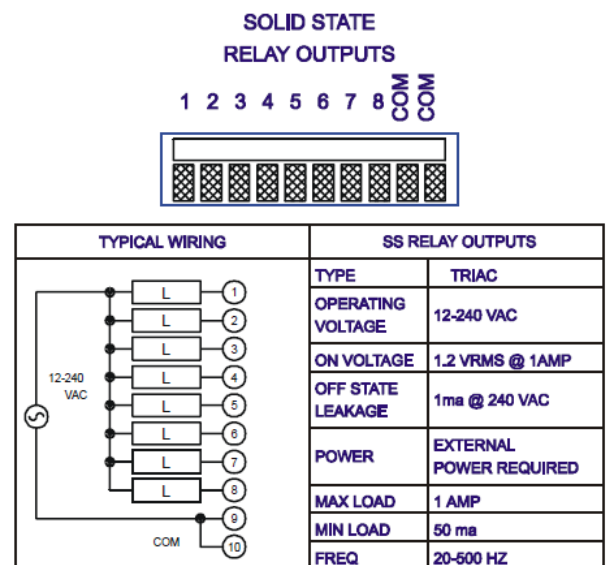 SOLID STATE
RELAY OUTPUTS
1 2 3 4 5 6 7 8 COM COM
TYPICAL WIRING
L 1
L 2
L 3
L 4
L 5
L 6
L 7
L 8
9
10
12-240
VAC
COM
SS RELAY OUTPUTS
TYPE TRIAC
OPERATING
VOLTAGE
12-240 VAC
ON VOLTAGE 1.2 VRMS @ 1AMP
OFF STATE
LEAKAGE
1ma @ 240 VAC
POWER
EXTERNAL
POWER REQUIRED
MAX LOAD 1 AMP
MIN LOAD 50 ma
FREQ 20-500 HZ